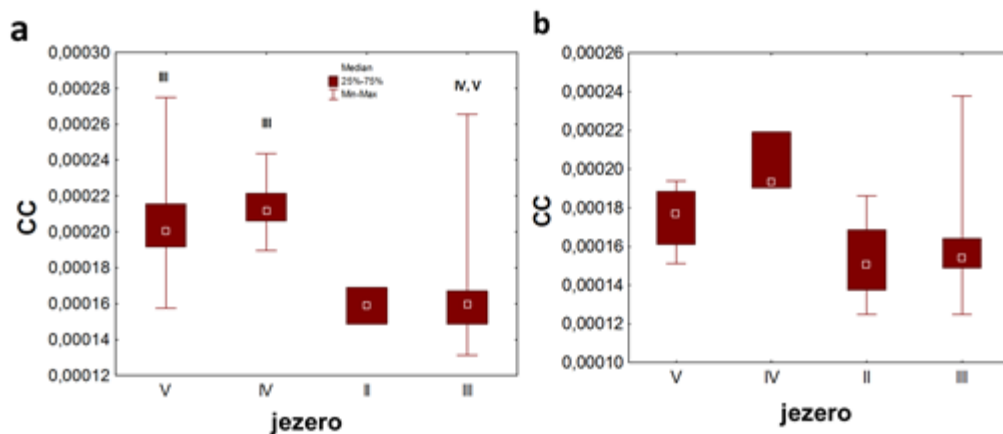 a
0,00030
0,00028
0,00026
0,00024
0,00022
0,00020
0,00018
0,00016
0,00014
0,00012
CC
III
III
IV, V
Median
25%-75%
Min-Max
V IV II III
jezero
b
0,00026
0,00024
0,00022
0,00020
0,00018
0,00016
0,00014
0,00012
0,00010
CC
V IV II III
jezero